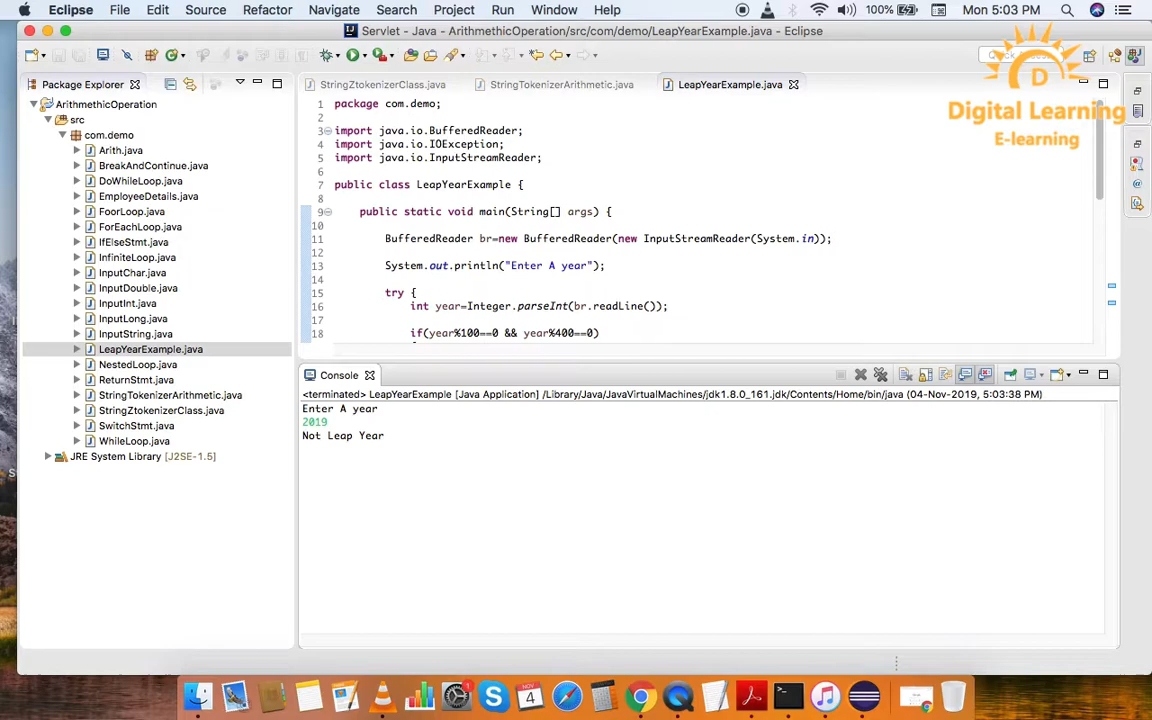 Eclipse File Edit Source Refactor Navigate Search Project Run Window Help 100% Mon 5:03 PM
Servlet - Java - ArithmethicOperation/src/com/demo/LeapYearExample.java - Eclipse
D
Digital Learning
E-learning
Package Explorer
StringZtokenizerClass.java StringTokenizerArithmetic.java LeapYearExample.java
ArithmethicOperation
src
com.demo
Arith.java
BreakAndContinue.java
DoWhileLoop.java
EmployeeDetails.java
FoorLoop.java
ForEachLoop.java
IfElseStmt.java
InfiniteLoop.java
InputChar.java
InputDouble.java
InputInt.java
InputLong.java
InputString.java
LeapYearExample.java
NestedLoop.java
ReturnStmt.java
StringTokenizerArithmetic.java
StringZtokenizerClass.java
SwitchStmt.java
WhileLoop.java
JRE System Library [J2SE-1.5]
1 package com.demo;
2
3 import java.io.BufferedReader;
4 import java.io.IOException;
5 import java.io.InputStreamReader;
6
7 public class LeapYearExample {
8
9 public static void main(String[] args) {
10
11 BufferedReader br=new BufferedReader(new InputStreamReader(System.in));
12
13 System.out.println("Enter A year");
14
15 try {
16 int year=Integer.parseInt(br.readLine());
17
18 if(year%100==0 && year%400==0)
Console
<terminated> LeapYearExample [Java Application] /Library/Java/JavaVirtualMachines/jdk1.8.0_161.jdk/Contents/Home/bin/java (04-Nov-2019, 5:03:38 PM)
Enter A year
2019
Not Leap Year
NOV
4